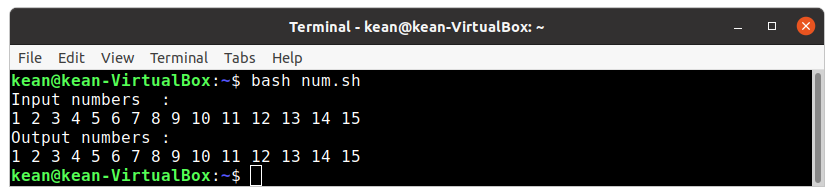 Terminal - kean@kean-VirtualBox: ~
File Edit View Terminal Tabs Help
kean@kean-VirtualBox:~$ bash num.sh
Input numbers  :
1 2 3 4 5 6 7 8 9 10 11 12 13 14 15
Output numbers :
1 2 3 4 5 6 7 8 9 10 11 12 13 14 15
kean@kean-VirtualBox:~$